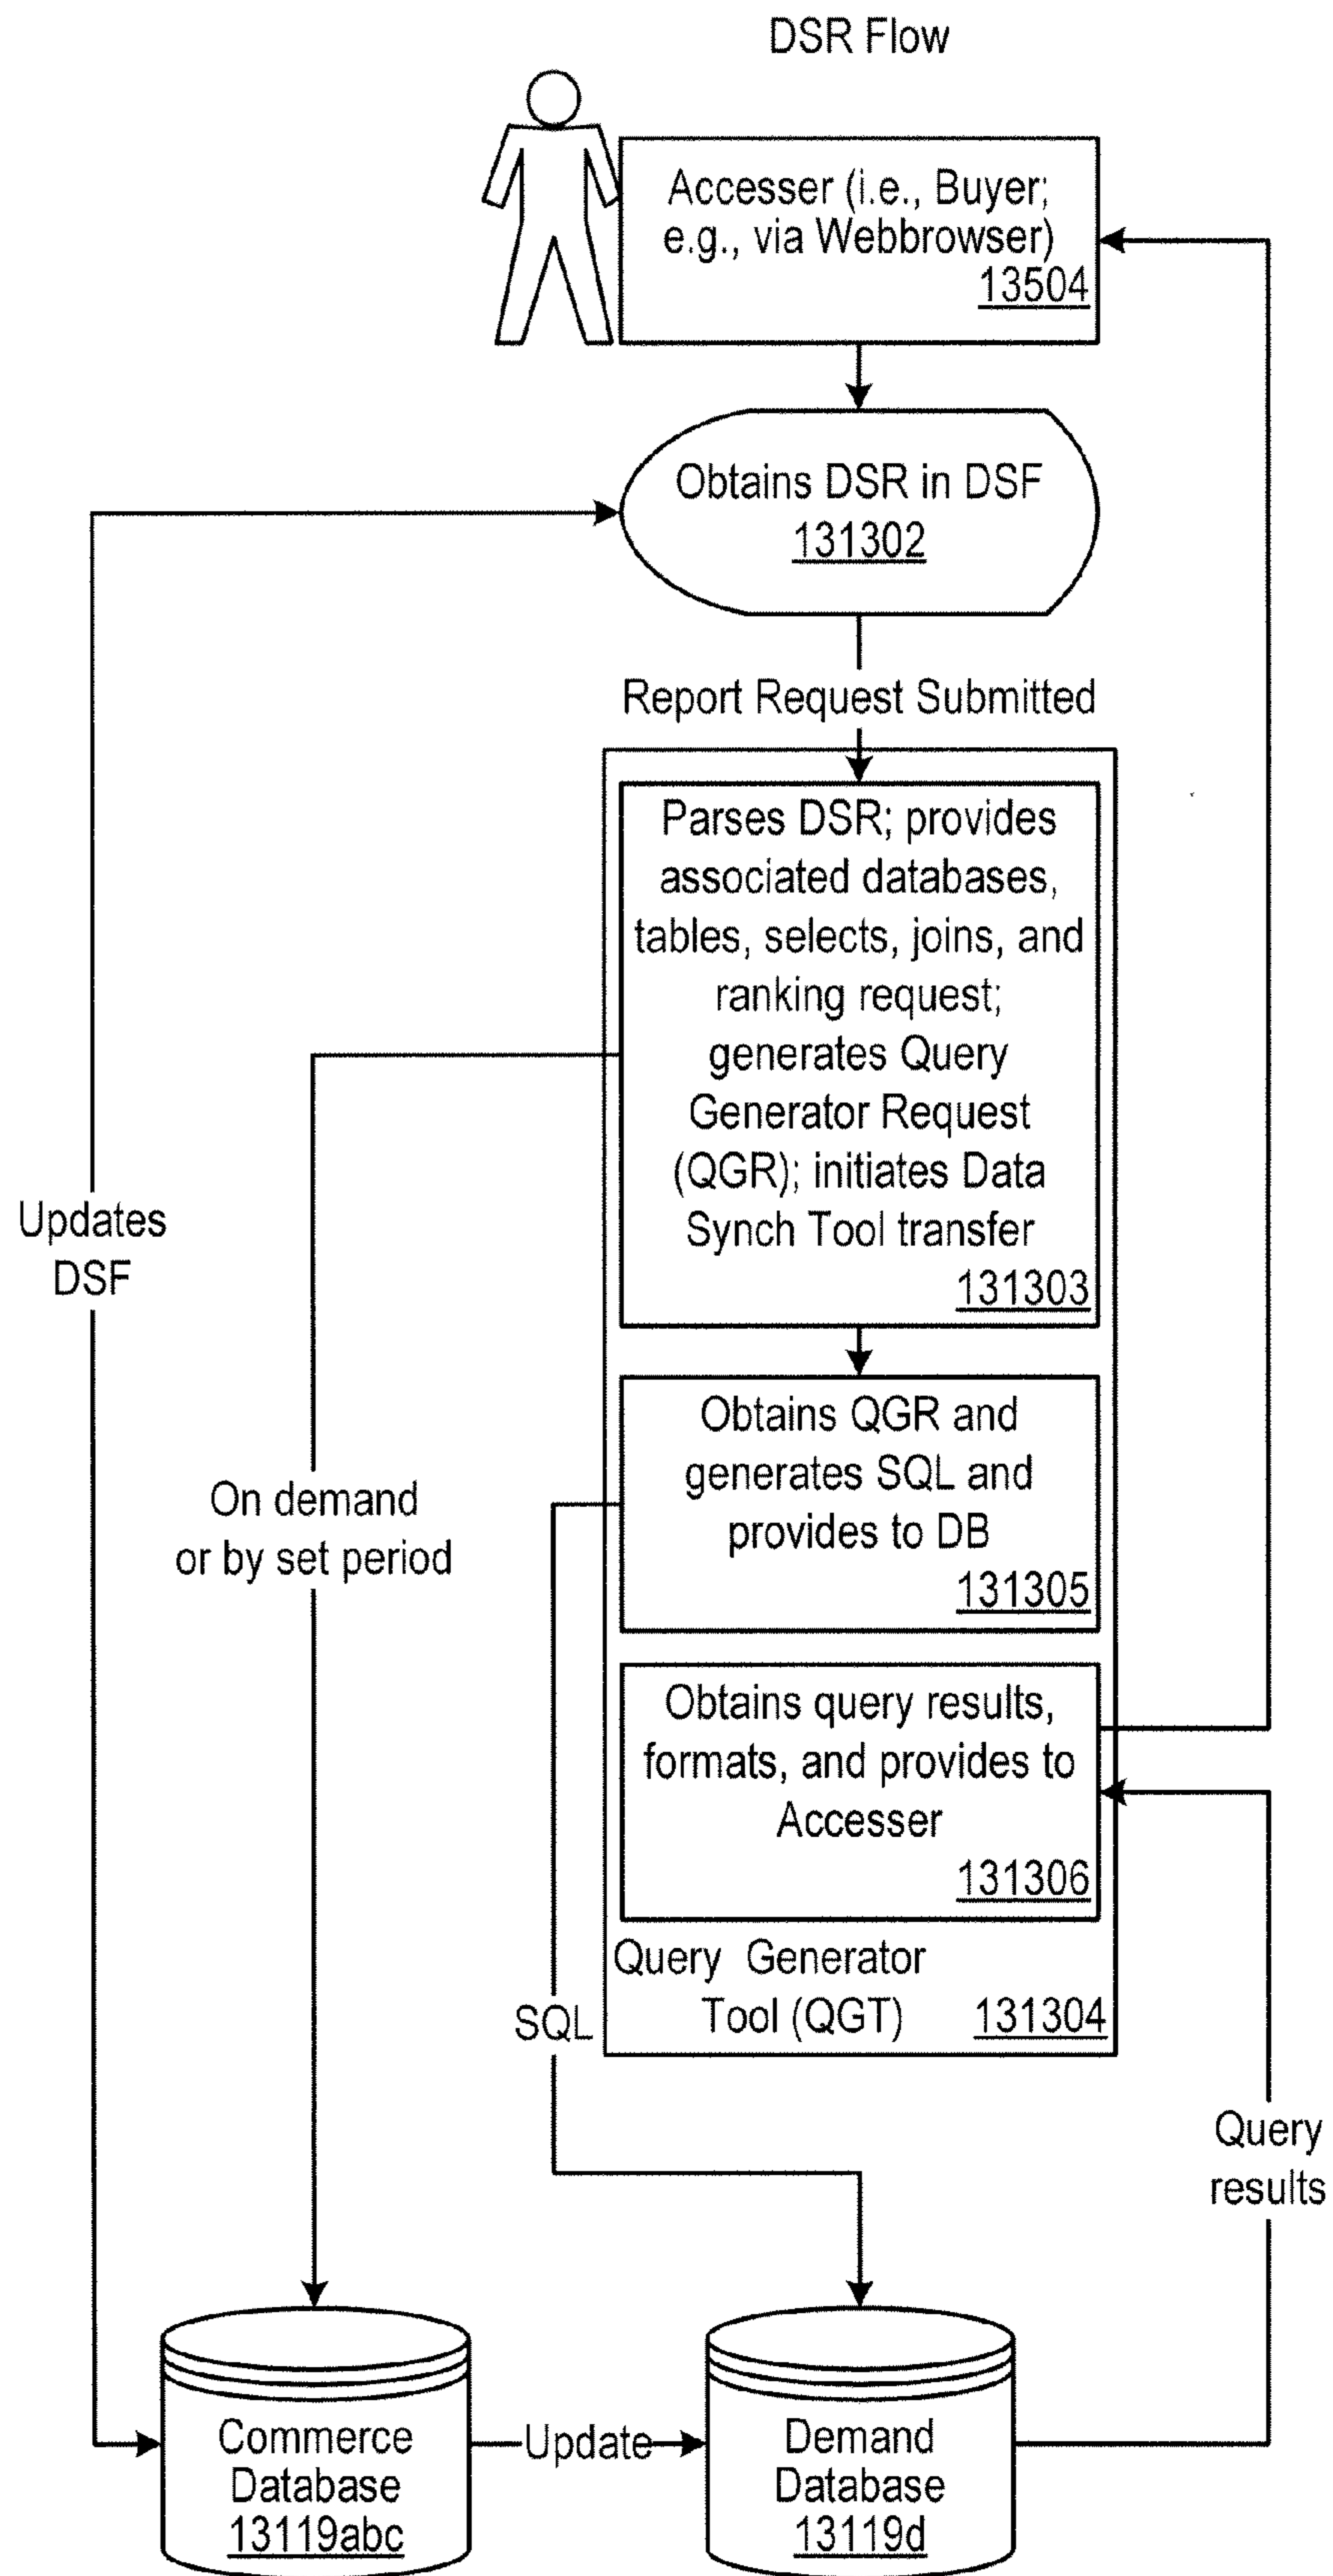 DSR Flow
Accesser (i.e., Buyer;
e.g., via Webbrowser)
13504
Obtains DSR in DSF
131302
Report Request Submitted
Parses DSR; provides
associated databases,
tables, selects, joins, and
ranking request;
generates Query
Generator Request
(QGR); initiates Data
Synch Tool transfer
131303
Updates
DSF
On demand
or by set period
Obtains QGR and
generates SQL and
provides to DB
131305
Obtains query results,
formats, and provides to
Accesser
131306
Query Generator
Tool (QGT) 131304
SQL
Query
results
Commerce
Database
13119abc
Update
Demand
Database
13119d